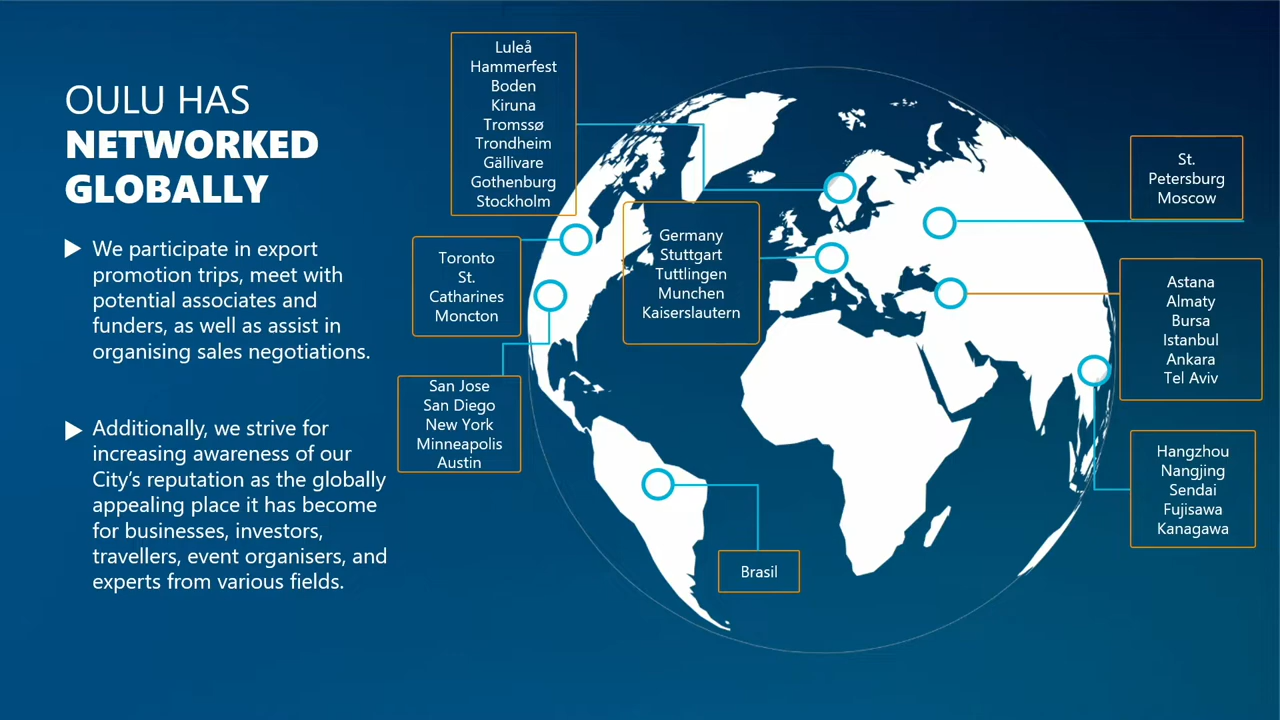 OULU HAS
NETWORKED
GLOBALLY
We participate in export
promotion trips, meet with
potential associates and
funders, as well as assist in
organising sales negotiations.
Additionally, we strive for
increasing awareness of our
City's reputation as the globally
appealing place it has become
for businesses, investors,
travellers, event organisers, and
experts from various fields.
Luleå
Hammerfest
Boden
Kiruna
Tromssø
Trondheim
Gällivare
Gothenburg
Stockholm
Toronto
St.
Catharines
Moncton
San Jose
San Diego
New York
Minneapolis
Austin
Germany
Stuttgart
Tuttlingen
Munchen
Kaiserslautern
Brasil
St.
Petersburg
Moscow
Astana
Almaty
Bursa
Istanbul
Ankara
Tel Aviv
Hangzhou
Nangjing
Sendai
Fujisawa
Kanagawa